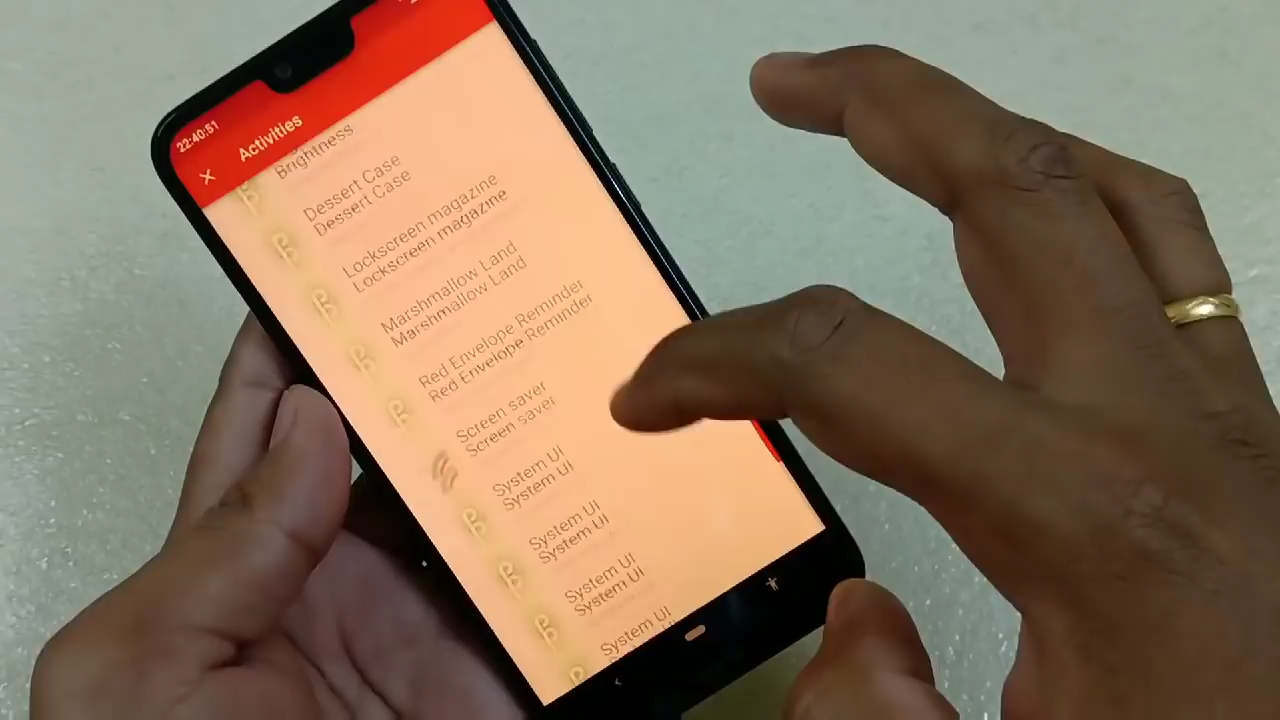 22:40:51
Activities
Brightness
Dessert Case
Dessert Case
Lockscreen magazine
Lockscreen magazine
Marshmallow Land
Marshmallow Land
Red Envelope Reminder
Red Envelope Reminder
Screen saver
Screen saver
System UI
System UI
System UI
System UI
System UI
System UI
System UI